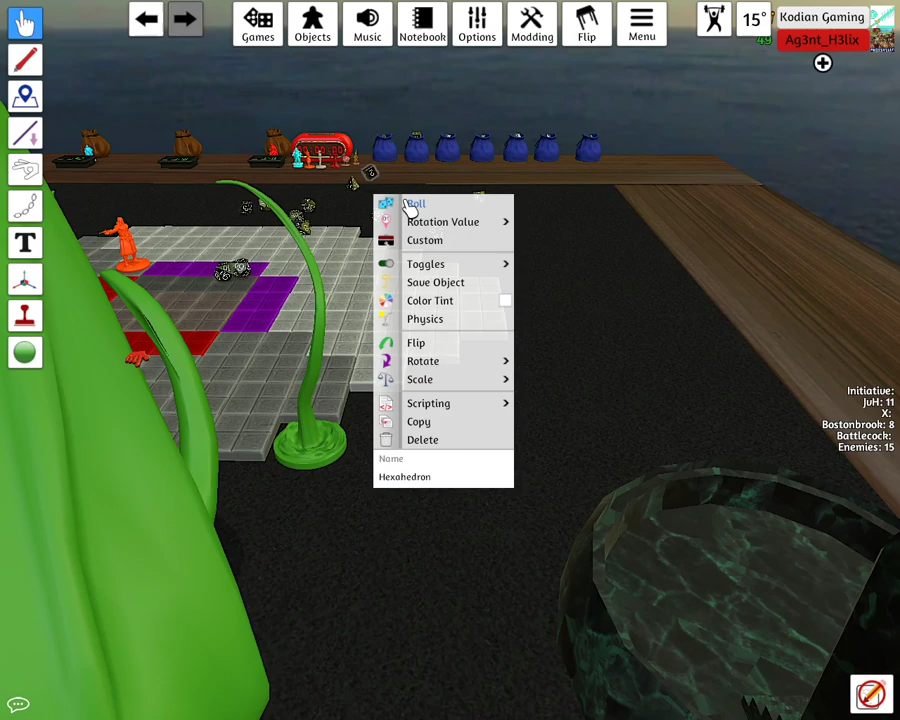 Games
Objects
Music
Notebook
Options
Modding
Flip
Menu
15°
Kodian Gaming
49
Ag3nt_H3lix
T
Roll
Rotation Value
Custom
Toggles
Save Object
Color Tint
Physics
Flip
Rotate
Scale
Scripting
Copy
Delete
Name
Hexahedron
Initiative:
JvH: 11
X:
Bostonbrook: 8
Battlecock:
Enemies: 15